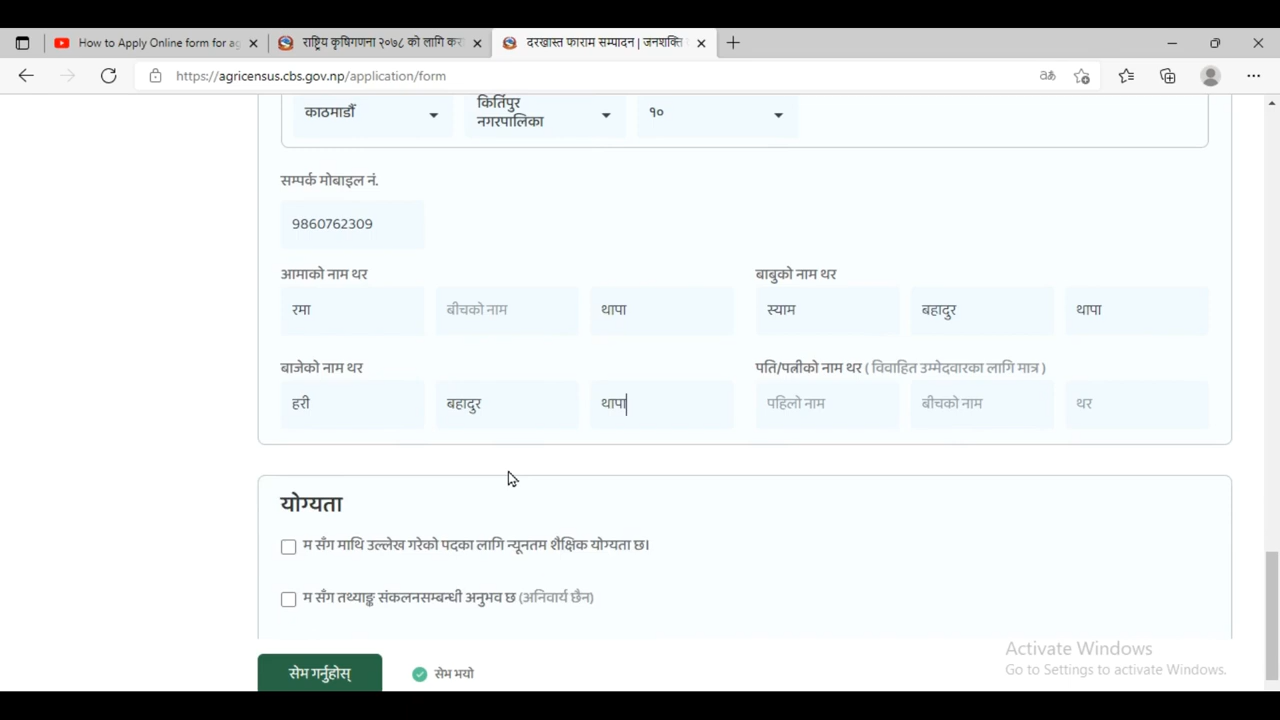 How to Apply Online form for ag
राष्ट्रिय कृषिगणना २०७८ को लागि कर
दरखास्त फाराम सम्पादन | जनशक्ति
https://agricensus.cbs.gov.np/application/form
काठमाडौँ
किर्तिपुर नगरपालिका
१०
सम्पर्क मोबाइल नं.
9860762309
आमाको नाम थर
बाबुको नाम थर
रमा बीचको नाम थापा
स्याम बहादुर थापा
बाजेको नाम थर
पति/पत्नीको नाम थर ( विवाहित उम्मेदवारका लागि मात्र )
हरी बहादुर थापा
पहिलो नाम बीचको नाम थर
योग्यता
म सँग माथि उल्लेख गरेको पदका लागि न्यूनतम शैक्षिक योग्यता छ।
म सँग तथ्याङ्क संकलनसम्बन्धी अनुभव छ (अनिवार्य छैन)
सेभ गर्नुहोस्
सेभ भयो
Activate Windows
Go to Settings to activate Windows.